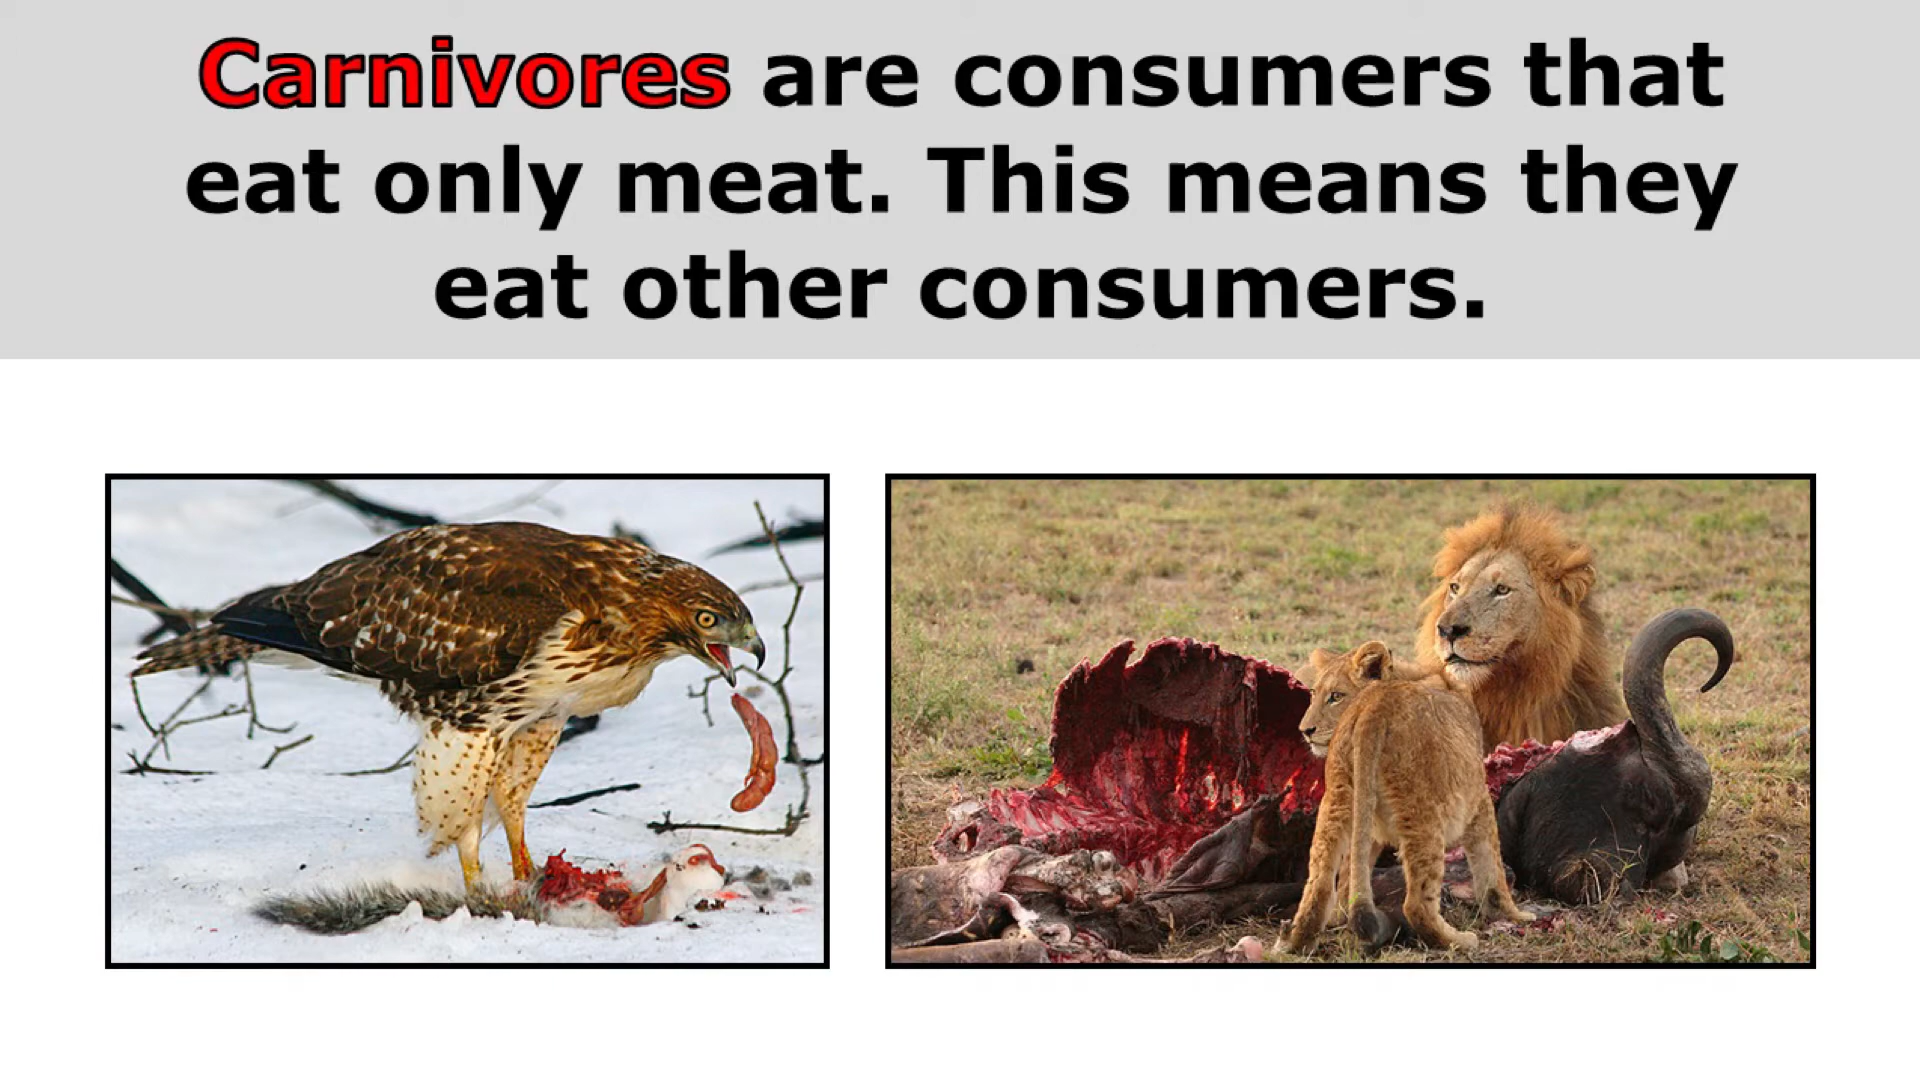 Carnivores are consumers that
eat only meat. This means they
eat other consumers.